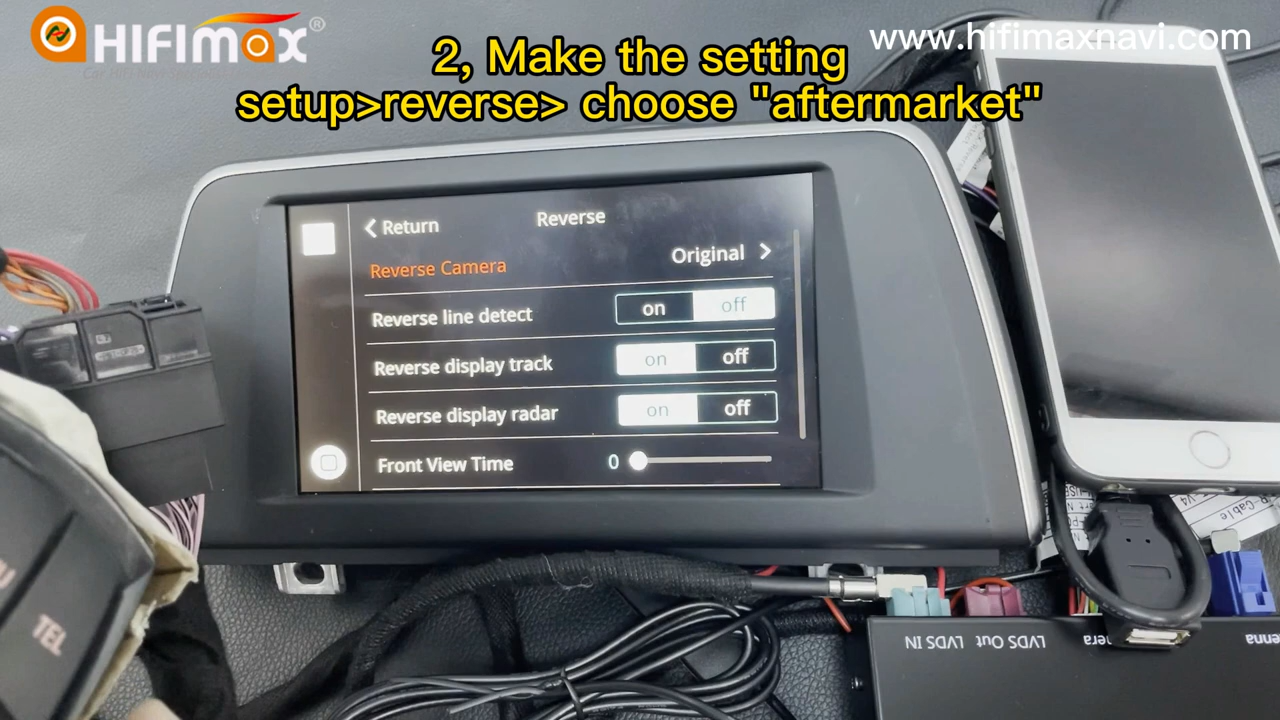 HIFIMAX®
www.hifimaxnavi.com
2, Make the setting
setup>reverse> choose "aftermarket"
Return
Reverse
Reverse Camera
Original
Reverse line detect
on
off
Reverse display track
on
off
Reverse display radar
on
off
Front View Time
0
TEL
LVDS IN
LVDS Out